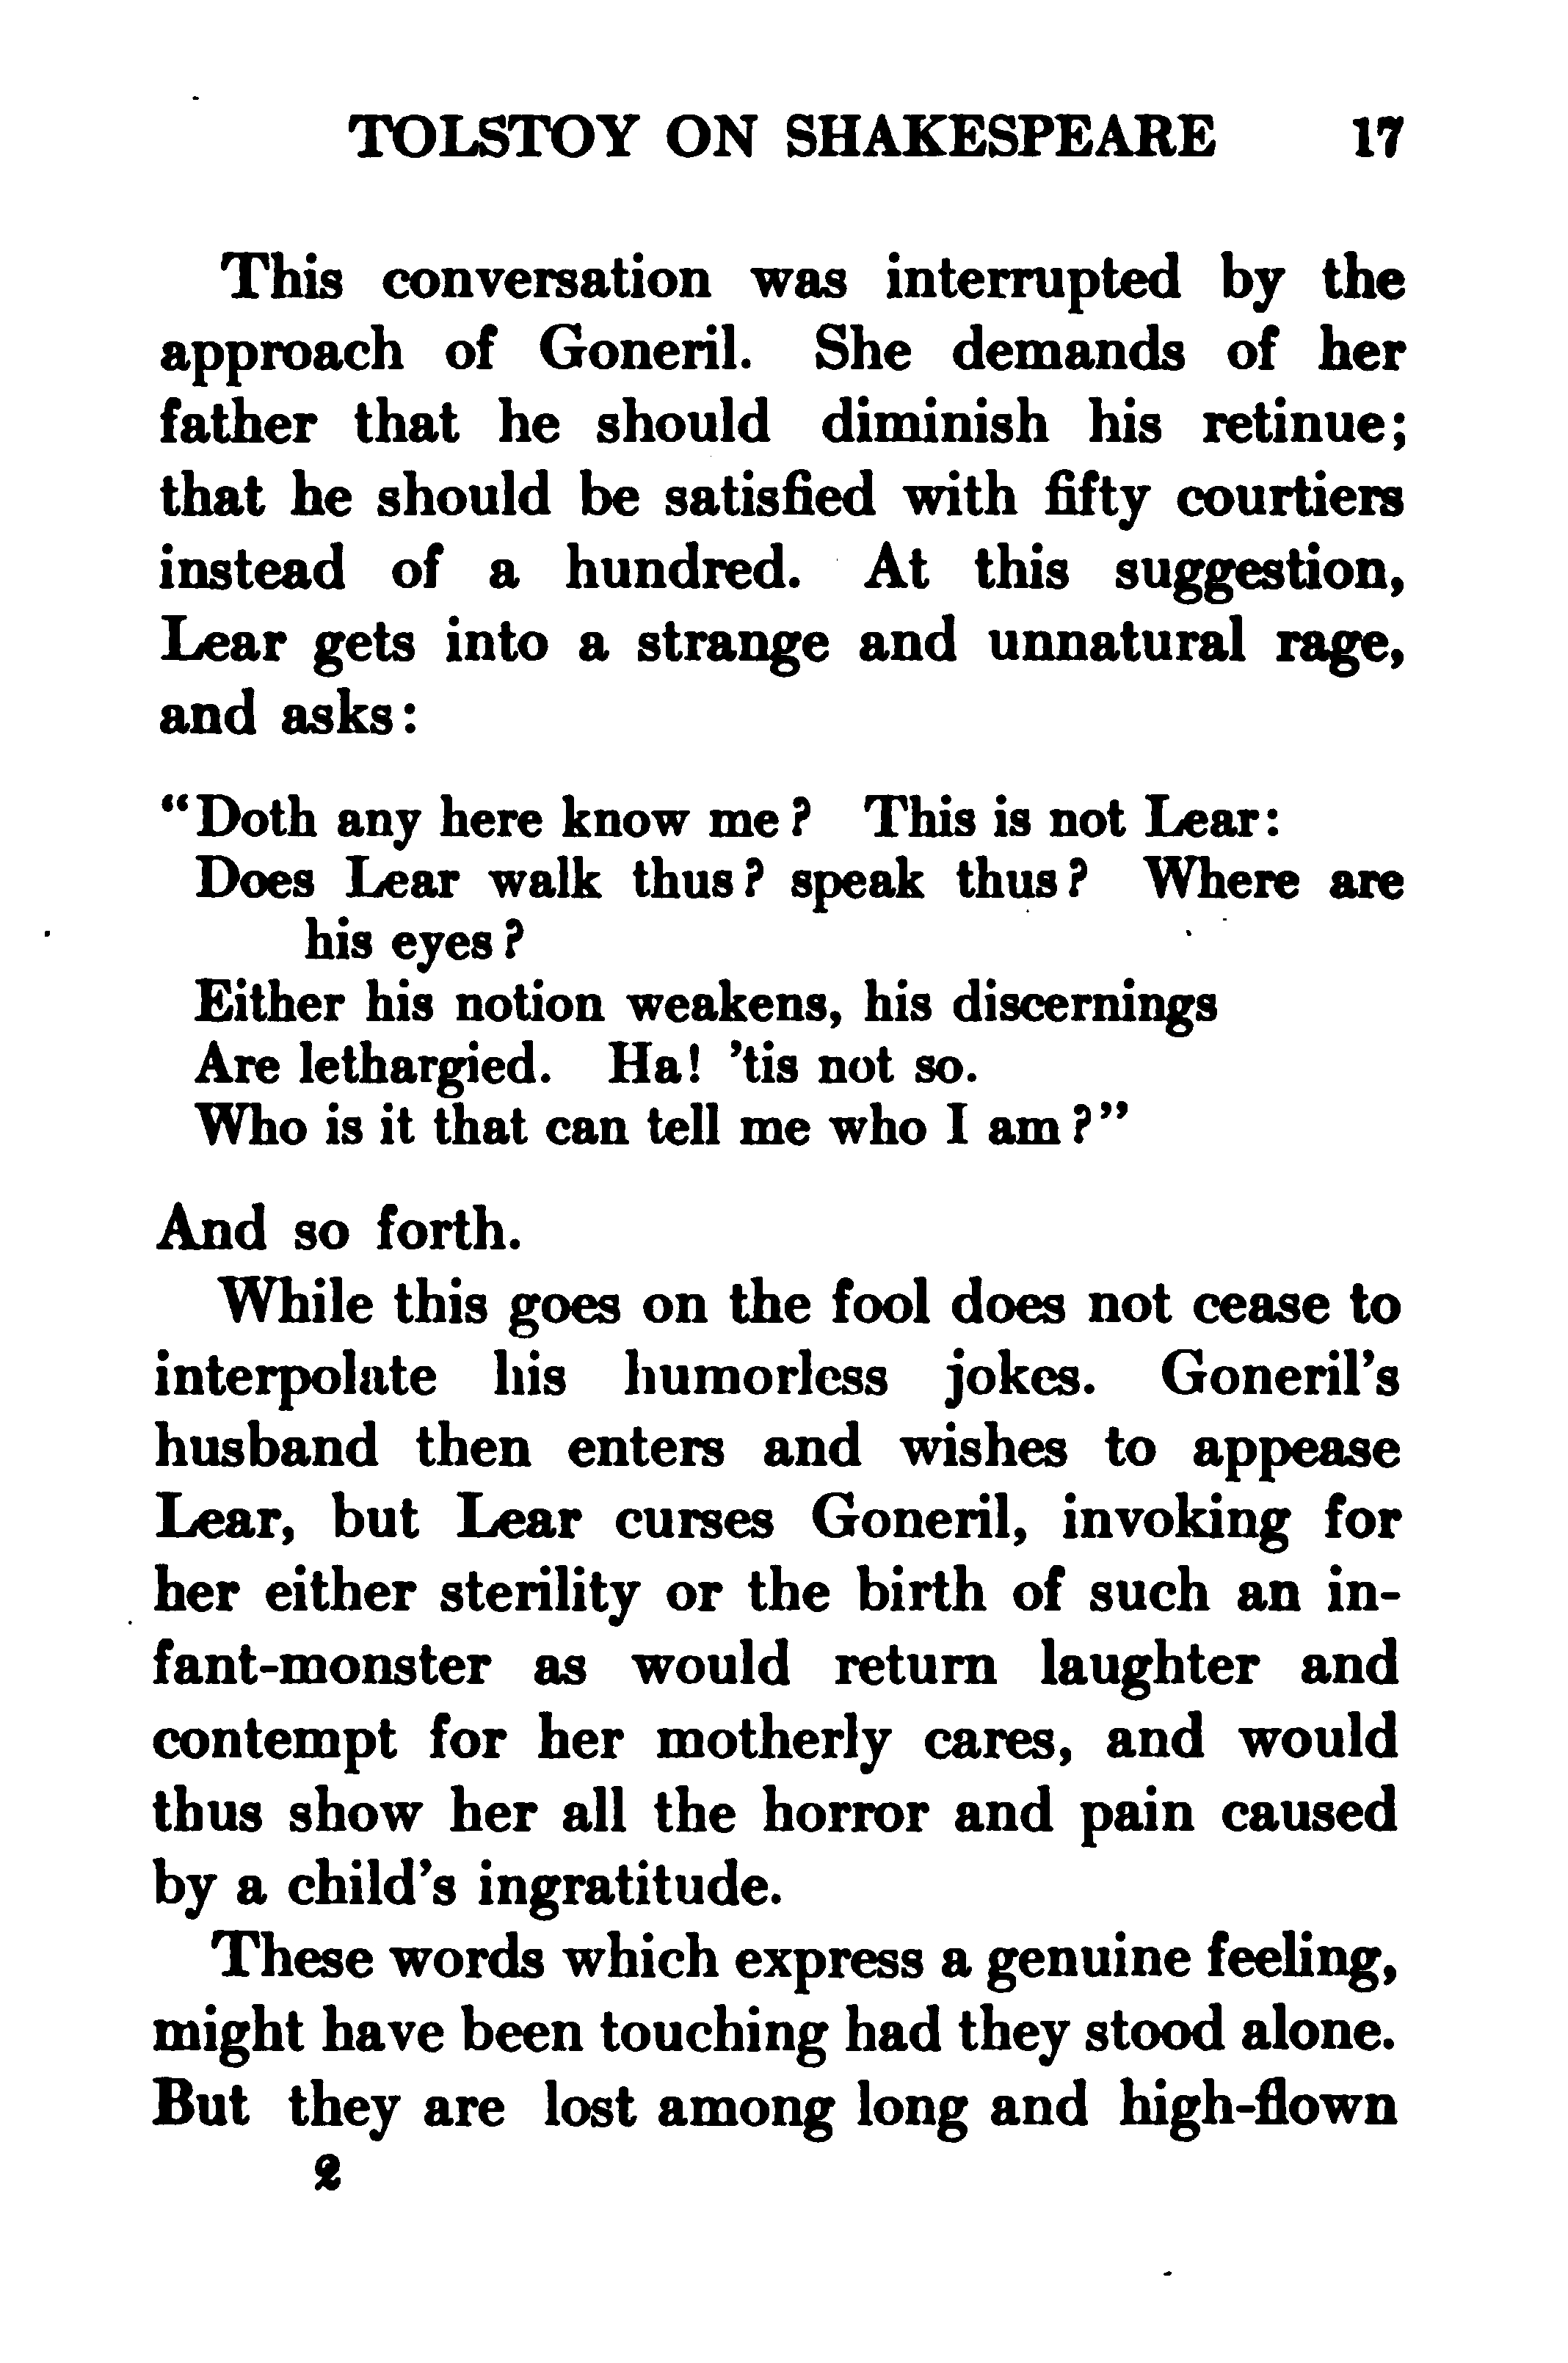 TOLSTOY ON SHAKESPEARE 17
This conversation was interrupted by the
approach of Goneril. She demands of her
father that he should diminish his retinue;
that he should be satisfied with fifty courtiers
instead of a hundred. At this suggestion,
Lear gets into a strange and unnatural rage,
and asks:
"Doth any here know me? This is not Lear:
Does Lear walk thus? speak thus? Where are
his eyes?
Either his notion weakens, his discernings
Are lethargied. Ha! 'tis not so.
Who is it that can tell me who I am?"
And so forth.
While this goes on the fool does not cease to
interpolate his humorless jokes. Goneril's
husband then enters and wishes to appease
Lear, but Lear curses Goneril, invoking for
her either sterility or the birth of such an in-
fant-monster as would return laughter and
contempt for her motherly cares, and would
thus show her all the horror and pain caused
by a child's ingratitude.
These words which express a genuine feeling,
might have been touching had they stood alone.
But they are lost among long and high-flown
2